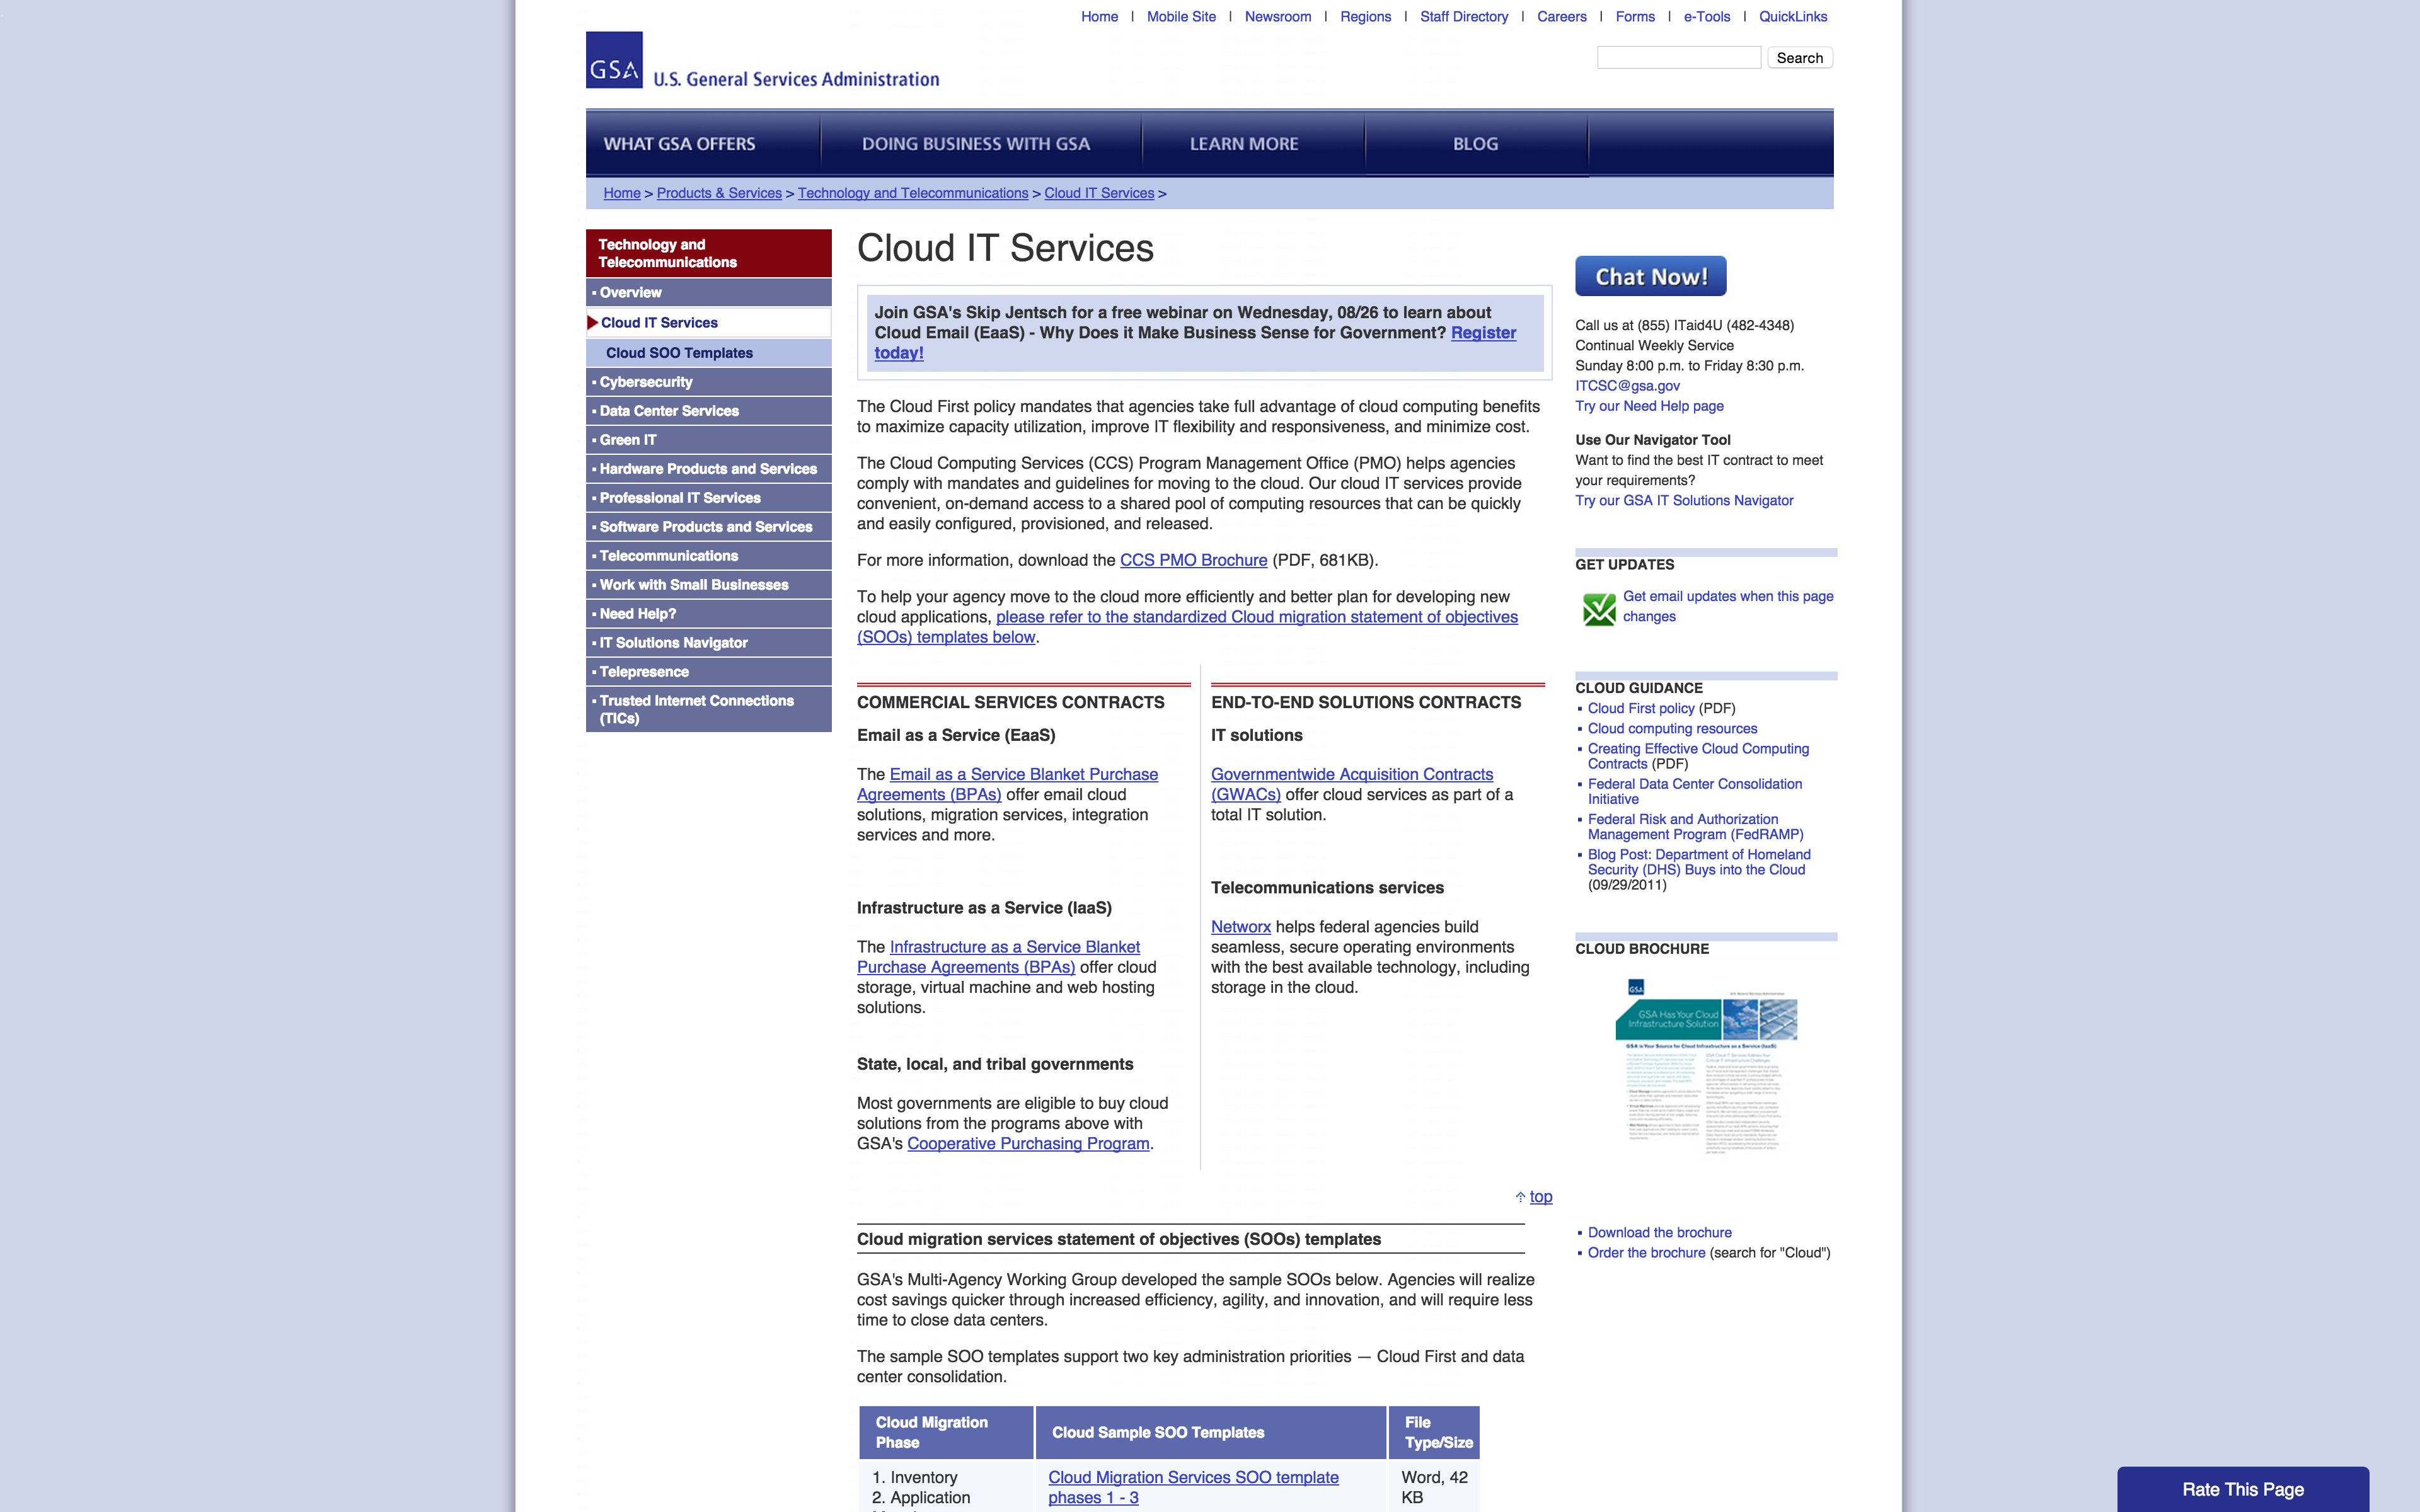 Home | Mobile Site | Newsroom | Regions | Staff Directory | Careers | Forms | e-Tools | QuickLinks
GSA
U.S. General Services Administration
Search
WHAT GSA OFFERS
DOING BUSINESS WITH GSA
LEARN MORE
BLOG
Home > Products & Services > Technology and Telecommunications > Cloud IT Services >
Technology and
Telecommunications
Overview
Cloud IT Services
Cloud SOO Templates
Cybersecurity
Data Center Services
Green IT
Hardware Products and Services
Professional IT Services
Software Products and Services
Telecommunications
Work with Small Businesses
Need Help?
IT Solutions Navigator
Telepresence
Trusted Internet Connections
(TICs)
Cloud IT Services
Join GSA's Skip Jentsch for a free webinar on Wednesday, 08/26 to learn about
Cloud Email (EaaS) - Why Does it Make Business Sense for Government? Register
today!
The Cloud First policy mandates that agencies take full advantage of cloud computing benefits
to maximize capacity utilization, improve IT flexibility and responsiveness, and minimize cost.
The Cloud Computing Services (CCS) Program Management Office (PMO) helps agencies
comply with mandates and guidelines for moving to the cloud. Our cloud IT services provide
convenient, on-demand access to a shared pool of computing resources that can be quickly
and easily configured, provisioned, and released.
For more information, download the CCS PMO Brochure (PDF, 681KB).
To help your agency move to the cloud more efficiently and better plan for developing new
cloud applications, please refer to the standardized Cloud migration statement of objectives
(SOOs) templates below.
COMMERCIAL SERVICES CONTRACTS
Email as a Service (EaaS)
The Email as a Service Blanket Purchase
Agreements (BPAs) offer email cloud
solutions, migration services, integration
services and more.
Infrastructure as a Service (IaaS)
The Infrastructure as a Service Blanket
Purchase Agreements (BPAs) offer cloud
storage, virtual machine and web hosting
solutions.
State, local, and tribal governments
Most governments are eligible to buy cloud
solutions from the programs above with
GSA's Cooperative Purchasing Program.
END-TO-END SOLUTIONS CONTRACTS
IT solutions
Governmentwide Acquisition Contracts
(GWACs) offer cloud services as part of a
total IT solution.
Telecommunications services
Networx helps federal agencies build
seamless, secure operating environments
with the best available technology, including
storage in the cloud.
top
Cloud migration services statement of objectives (SOOs) templates
GSA's Multi-Agency Working Group developed the sample SOOs below. Agencies will realize
cost savings quicker through increased efficiency, agility, and innovation, and will require less
time to close data centers.
The sample SOO templates support two key administration priorities — Cloud First and data
center consolidation.
Cloud Migration
Phase
Cloud Sample SOO Templates
File
Type/Size
1. Inventory
2. Application
Cloud Migration Services SOO template
phases 1 - 3
Word, 42
KB
Chat Now!
Call us at (855) ITaid4U (482-4348)
Continual Weekly Service
Sunday 8:00 p.m. to Friday 8:30 p.m.
ITCSC@gsa.gov
Try our Need Help page
Use Our Navigator Tool
Want to find the best IT contract to meet
your requirements?
Try our GSA IT Solutions Navigator
GET UPDATES
Get email updates when this page
changes
CLOUD GUIDANCE
Cloud First policy (PDF)
Cloud computing resources
Creating Effective Cloud Computing
Contracts (PDF)
Federal Data Center Consolidation
Initiative
Federal Risk and Authorization
Management Program (FedRAMP)
Blog Post: Department of Homeland
Security (DHS) Buys into the Cloud
(09/29/2011)
CLOUD BROCHURE
GSA
U.S. General Services Administration
GSA Has Your Cloud
Infrastructure Solution
GSA is Your Source for Cloud Infrastructure as a Service (IaaS)
Download the brochure
Order the brochure (search for "Cloud")
Rate This Page